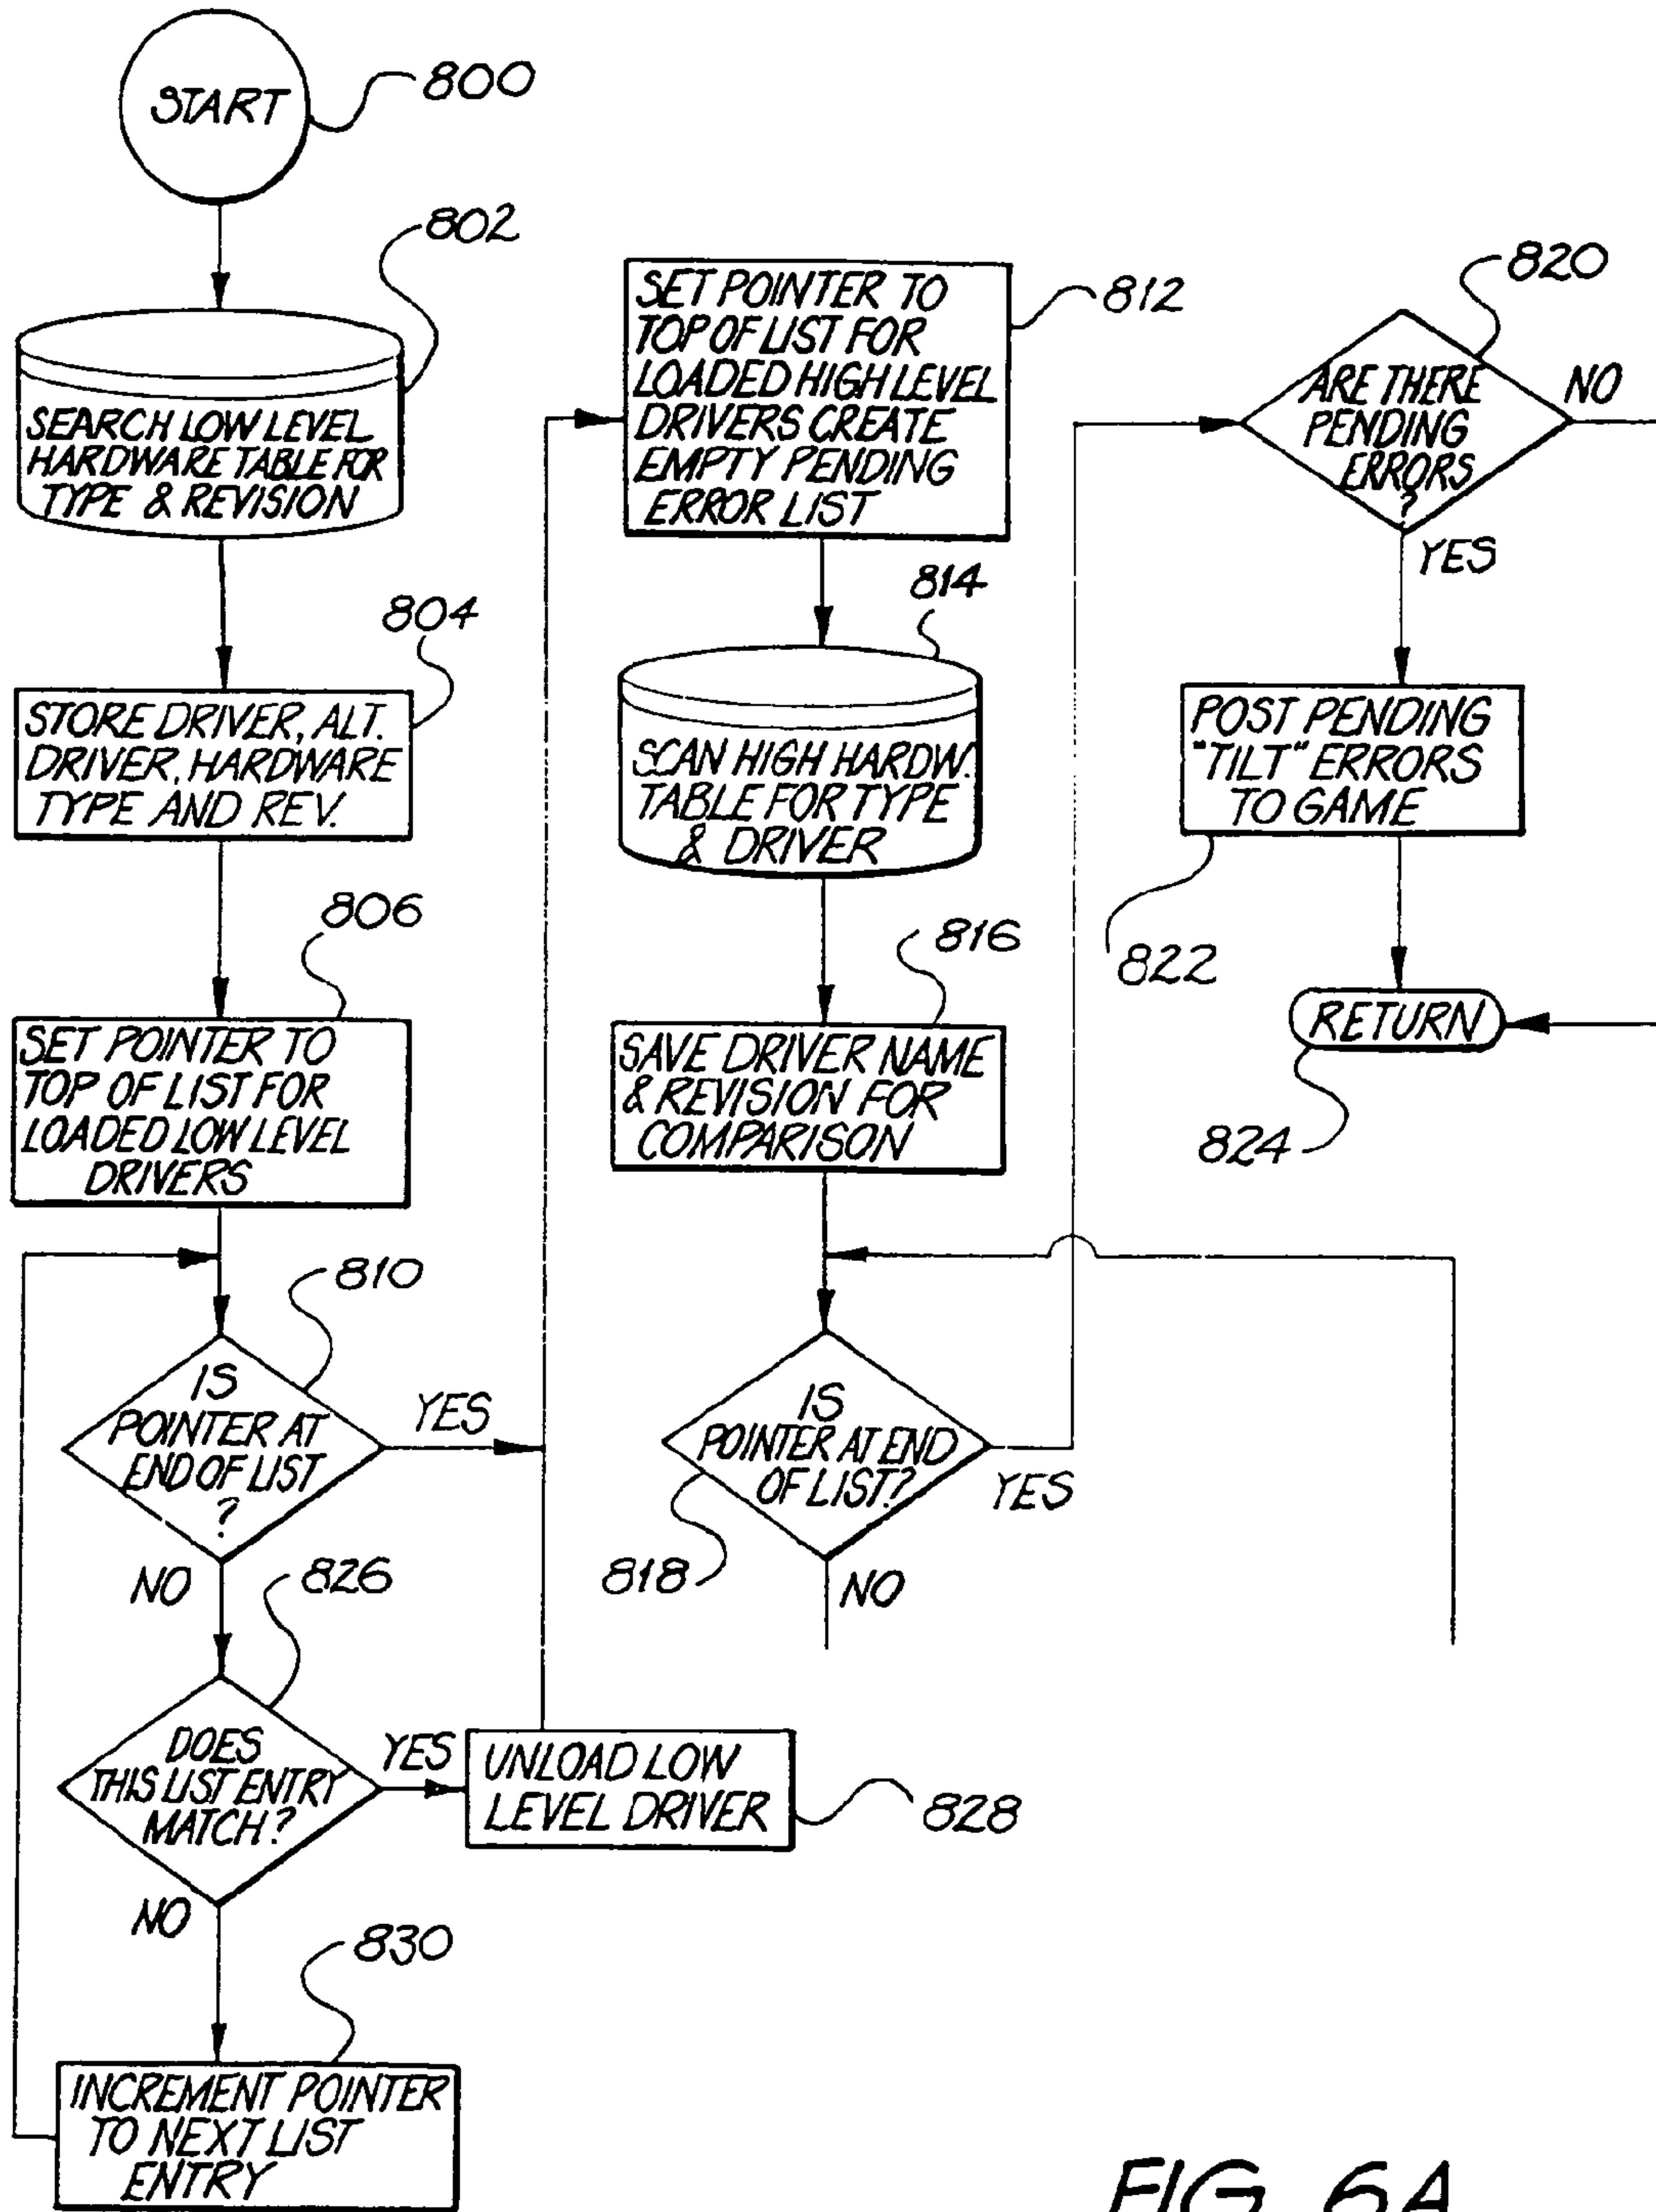 START
800
802
SEARCH LOW LEVEL
HARDWARE TABLE FOR
TYPE & REVISION
804
STORE DRIVER, ALT.
DRIVER, HARDWARE
TYPE AND REV.
806
SET POINTER TO
TOP OF LIST FOR
LOADED LOW LEVEL
DRIVERS
810
IS
POINTER AT
END OF LIST
?
YES
NO
826
DOES
THIS LIST ENTRY
MATCH?
YES
UNLOAD LOW
LEVEL DRIVER
828
NO
830
INCREMENT POINTER
TO NEXT LIST
ENTRY
SET POINTER TO
TOP OF LIST FOR
LOADED HIGH LEVEL
DRIVERS CREATE
EMPTY PENDING
ERROR LIST
812
814
SCAN HIGH HARDW.
TABLE FOR TYPE
& DRIVER
816
SAVE DRIVER NAME
& REVISION FOR
COMPARISON
IS
POINTER AT END
OF LIST?
YES
818
NO
820
ARE THERE
PENDING
ERRORS
?
NO
YES
POST PENDING
"TILT" ERRORS
TO GAME
822
RETURN
824
FIG. 6A